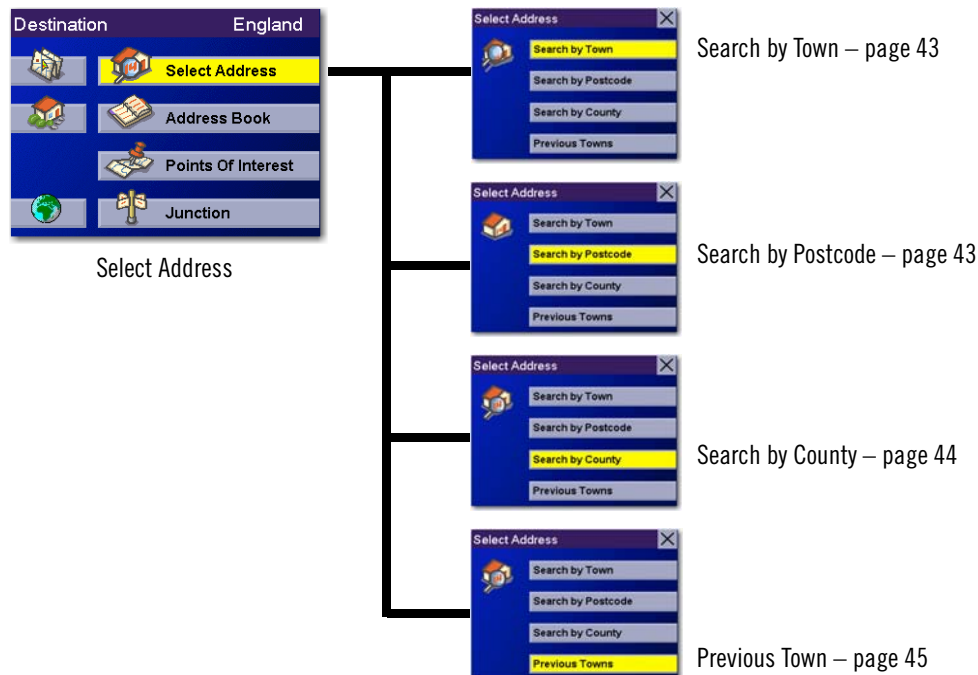 Destination England
Select Address
Address Book
Points Of Interest
Junction
Select Address
Select Address
Search by Town
Search by Postcode
Search by County
Previous Towns
Search by Town – page 43
Select Address
Search by Town
Search by Postcode
Search by County
Previous Towns
Search by Postcode – page 43
Select Address
Search by Town
Search by Postcode
Search by County
Previous Towns
Search by County – page 44
Select Address
Search by Town
Search by Postcode
Search by County
Previous Towns
Previous Town – page 45